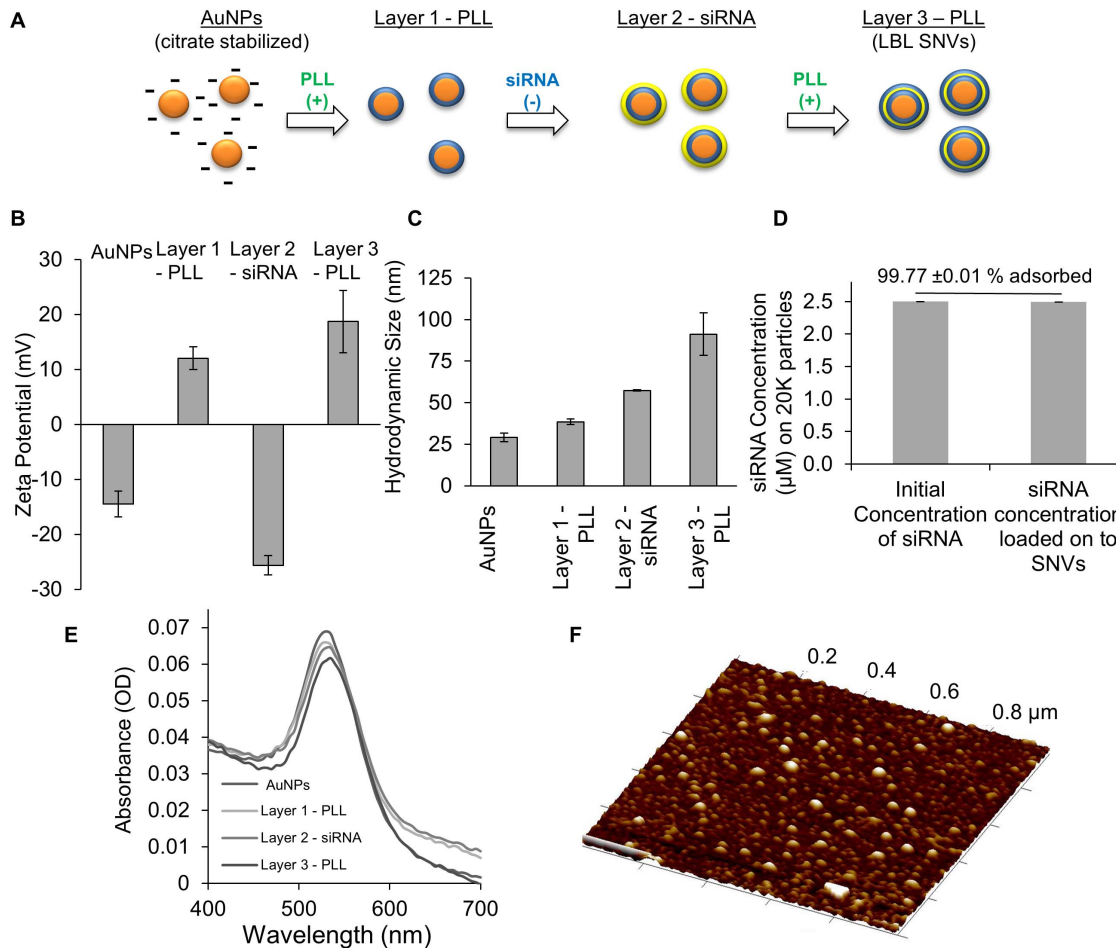 A
AuNPs
(citrate stabilized)
Layer 1 - PLL
Layer 2 - siRNA
Layer 3 – PLL
(LBL SNVs)
PLL
(+)
siRNA
(-)
PLL
(+)
B
AuNPs
Layer 1
- PLL
Layer 2
- siRNA
Layer 3
- PLL
Zeta Potential (mV)
30
20
10
0
-10
-20
-30
C
Hydrodynamic Size (nm)
125
100
75
50
25
0
AuNPs
Layer 1 -
PLL
Layer 2 -
siRNA
Layer 3 -
PLL
D
99.77 ±0.01 % adsorbed
siRNA Concentration
(µM) on 20K particles
2.5
2.0
1.5
1.0
0.5
0.0
Initial
Concentration
of siRNA
siRNA
concentration
loaded on to
SNVs
E
Absorbance (OD)
0.07
0.06
0.05
0.04
0.03
0.02
0.01
0
AuNPs
Layer 1 - PLL
Layer 2 - siRNA
Layer 3 - PLL
400
500
600
700
Wavelength (nm)
F
0.2
0.4
0.6
0.8 µm